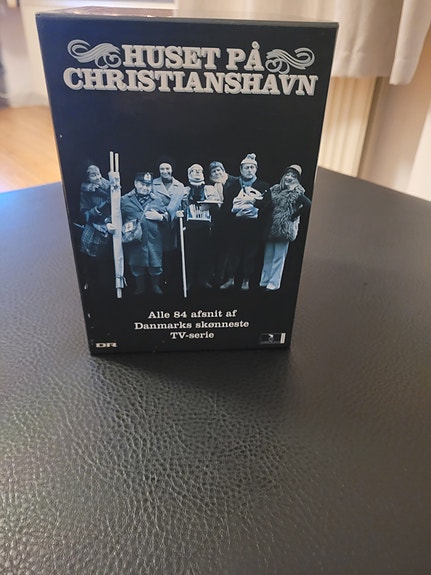 HUSET PÅ
CHRISTIANSHAVN
Alle 84 afsnit af
Danmarks skønneste
TV-serie
DR